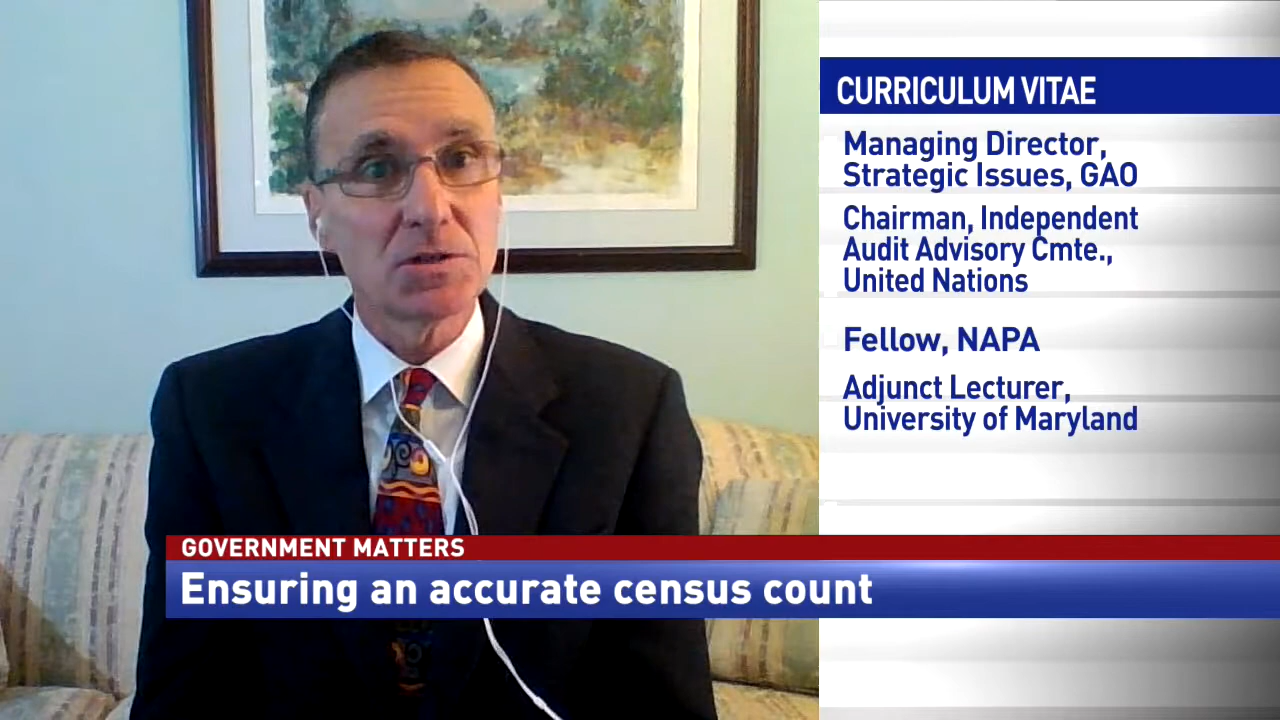 CURRICULUM VITAE
Managing Director,
Strategic Issues, GAO
Chairman, Independent
Audit Advisory Cmte.,
United Nations
Fellow, NAPA
Adjunct Lecturer,
University of Maryland
GOVERNMENT MATTERS
Ensuring an accurate census count